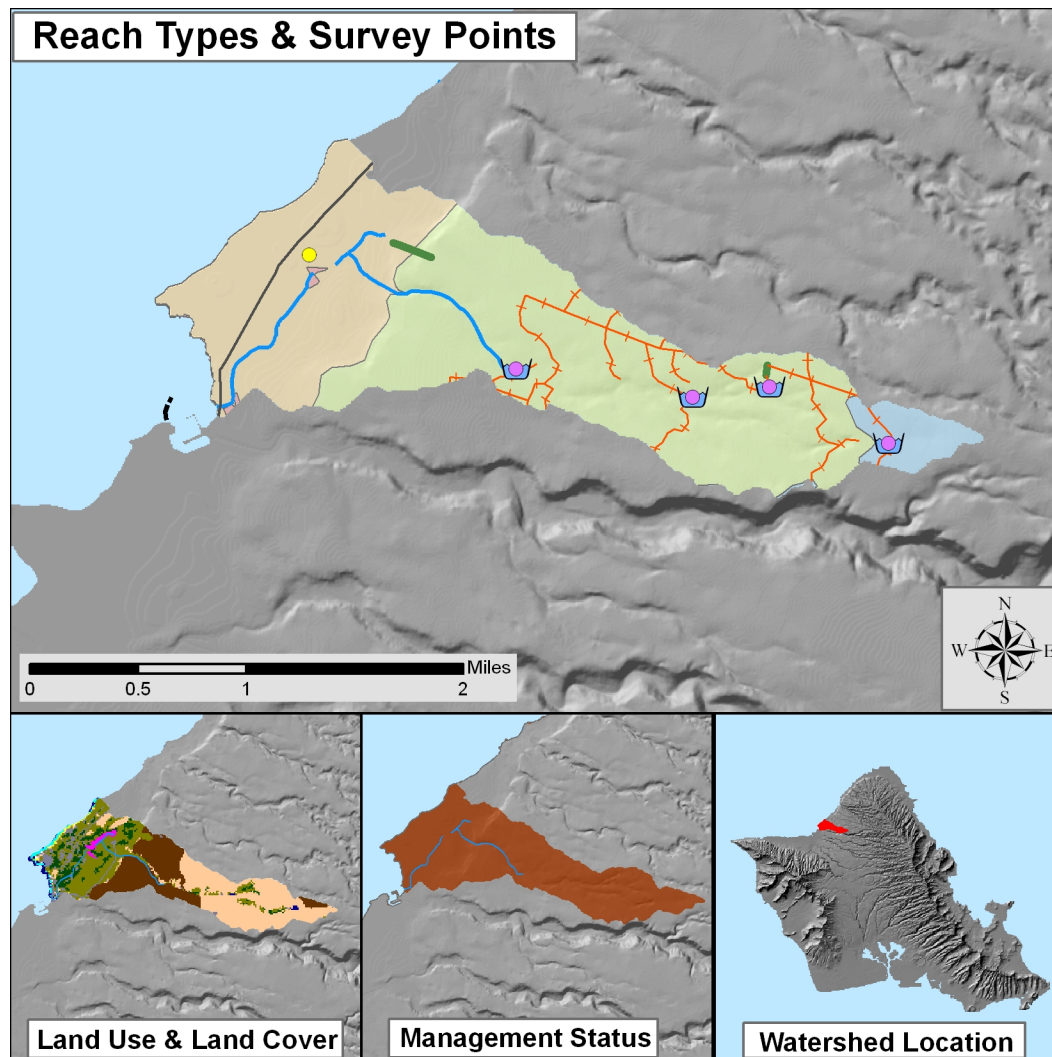 Reach Types & Survey Points
N
W
E
S
Miles
0
0.5
1
2
Land Use & Land Cover
Management Status
Watershed Location